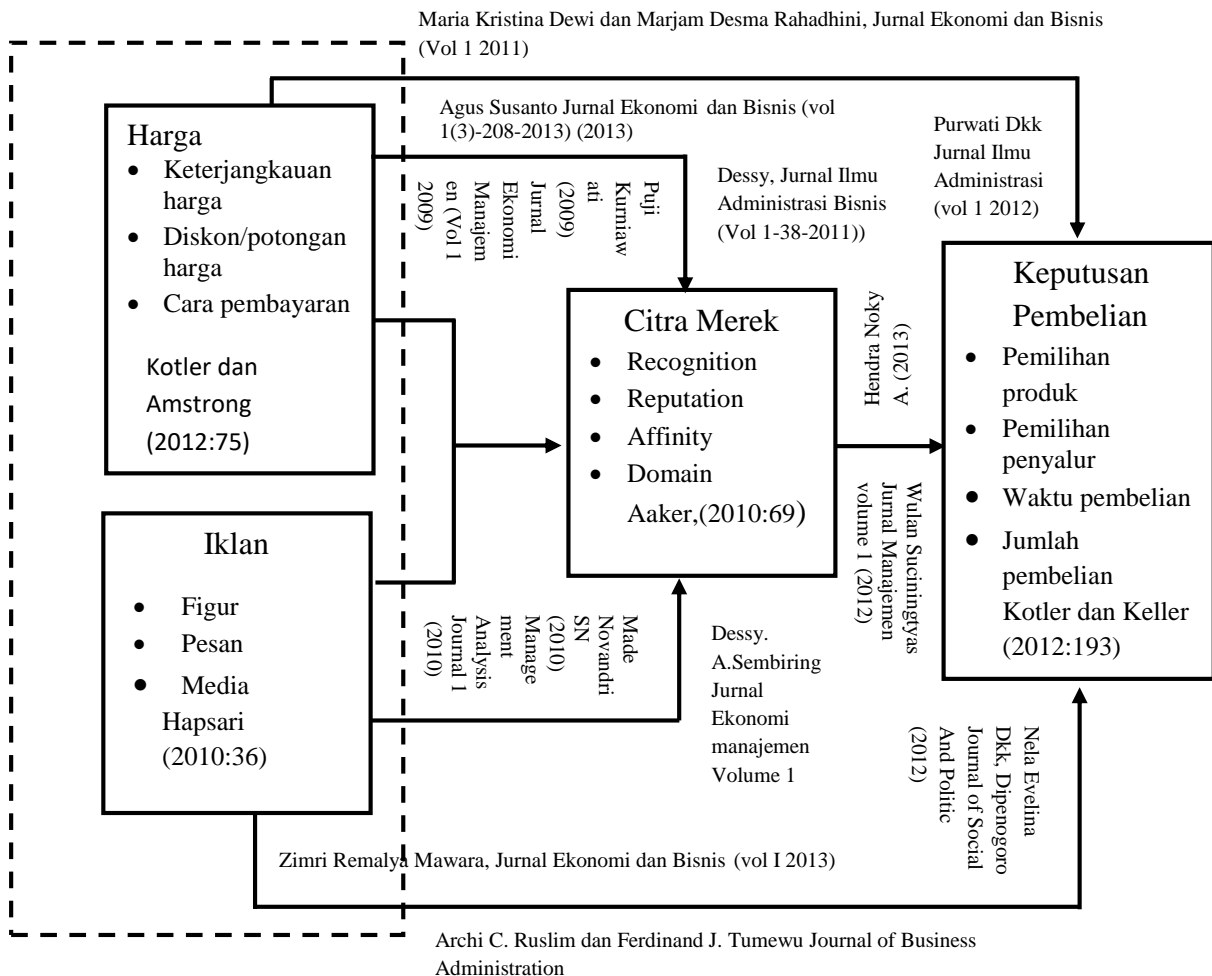 Maria Kristina Dewi dan Marjam Desma Rahadhini, Jurnal Ekonomi dan Bisnis
(Vol 1 2011)
Agus Susanto Jurnal Ekonomi dan Bisnis (vol
1(3)-208-2013) (2013)
Purwati Dkk
Jurnal Ilmu
Administrasi
(vol 1 2012)
Harga
• Keterjangkauan
harga
• Diskon/potongan
harga
• Cara pembayaran
Kotler dan
Amstrong
(2012:75)
Puji
Kurniaw
ati
(2009)
Jurnal
Ekonomi
Manajem
en (Vol 1
2009)
Dessy, Jurnal Ilmu
Administrasi Bisnis
(Vol 1-38-2011))
Citra Merek
• Recognition
• Reputation
• Affinity
• Domain
Aaker,(2010:69)
Hendra Noky
A. (2013)
Wulan Suciningtyas
Jurnal Manajemen
volume 1 (2012)
Keputusan
Pembelian
• Pemilihan
produk
• Pemilihan
penyalur
• Waktu pembelian
• Jumlah
pembelian
Kotler dan Keller
(2012:193)
Iklan
• Figur
• Pesan
• Media
Hapsari
(2010:36)
Made
Novandri
SN
(2010)
Manage
ment
Analysis
Journal 1
(2010)
Dessy.
A.Sembiring
Jurnal
Ekonomi
manajemen
Volume 1
Nela Evelina
Dkk, Dipenogoro
Journal of Social
And Politic
(2012)
Zimri Remalya Mawara, Jurnal Ekonomi dan Bisnis (vol I 2013)
Archi C. Ruslim dan Ferdinand J. Tumewu Journal of Business
Administration